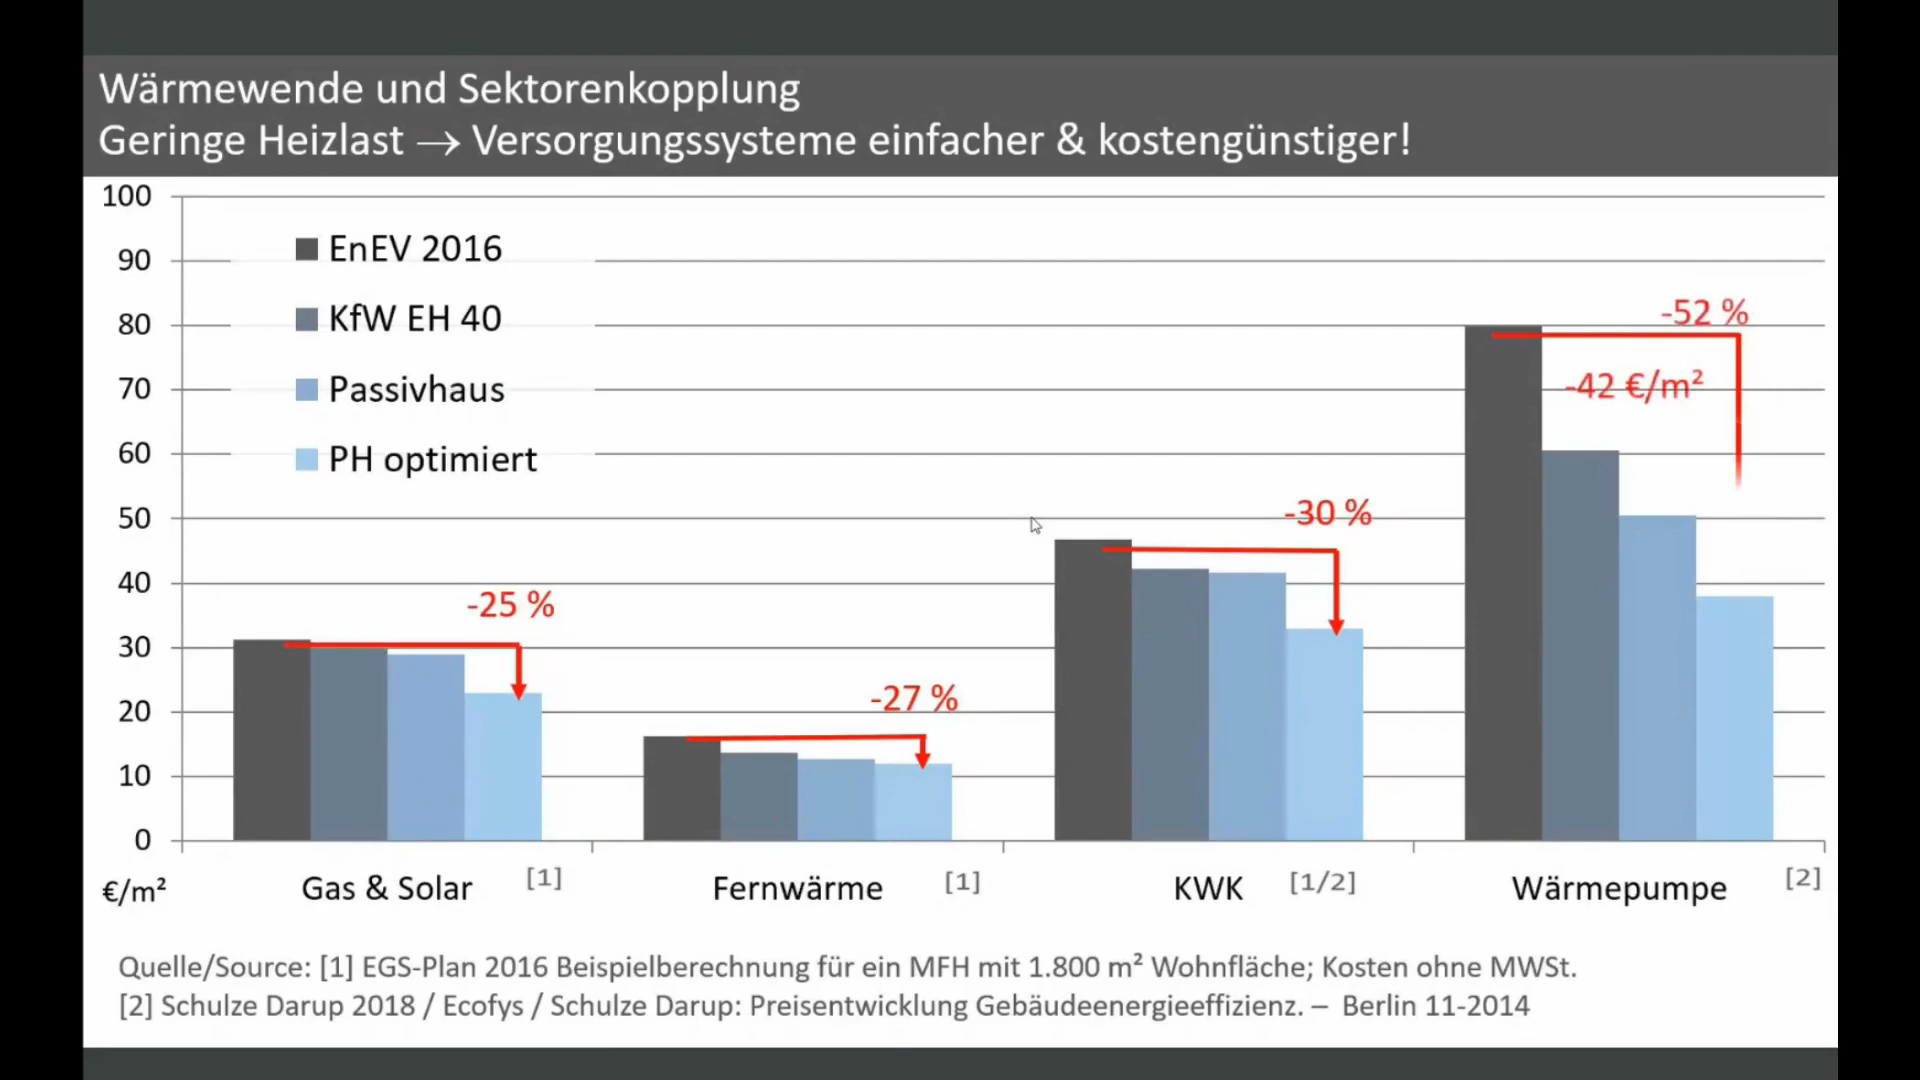 Wärmewende und Sektorenkopplung
Geringe Heizlast → Versorgungssysteme einfacher & kostengünstiger!
100
90
80
70
60
50
40
30
20
10
0
€/m²
EnEV 2016
KfW EH 40
Passivhaus
PH optimiert
-25 %
-27 %
-30 %
-52 %
-42 €/m²
Gas & Solar [1]
Fernwärme [1]
KWK [1/2]
Wärmepumpe [2]
Quelle/Source: [1] EGS-Plan 2016 Beispielberechnung für ein MFH mit 1.800 m² Wohnfläche; Kosten ohne MWSt.
[2] Schulze Darup 2018 / Ecofys / Schulze Darup: Preisentwicklung Gebäudeenergieeffizienz. – Berlin 11-2014